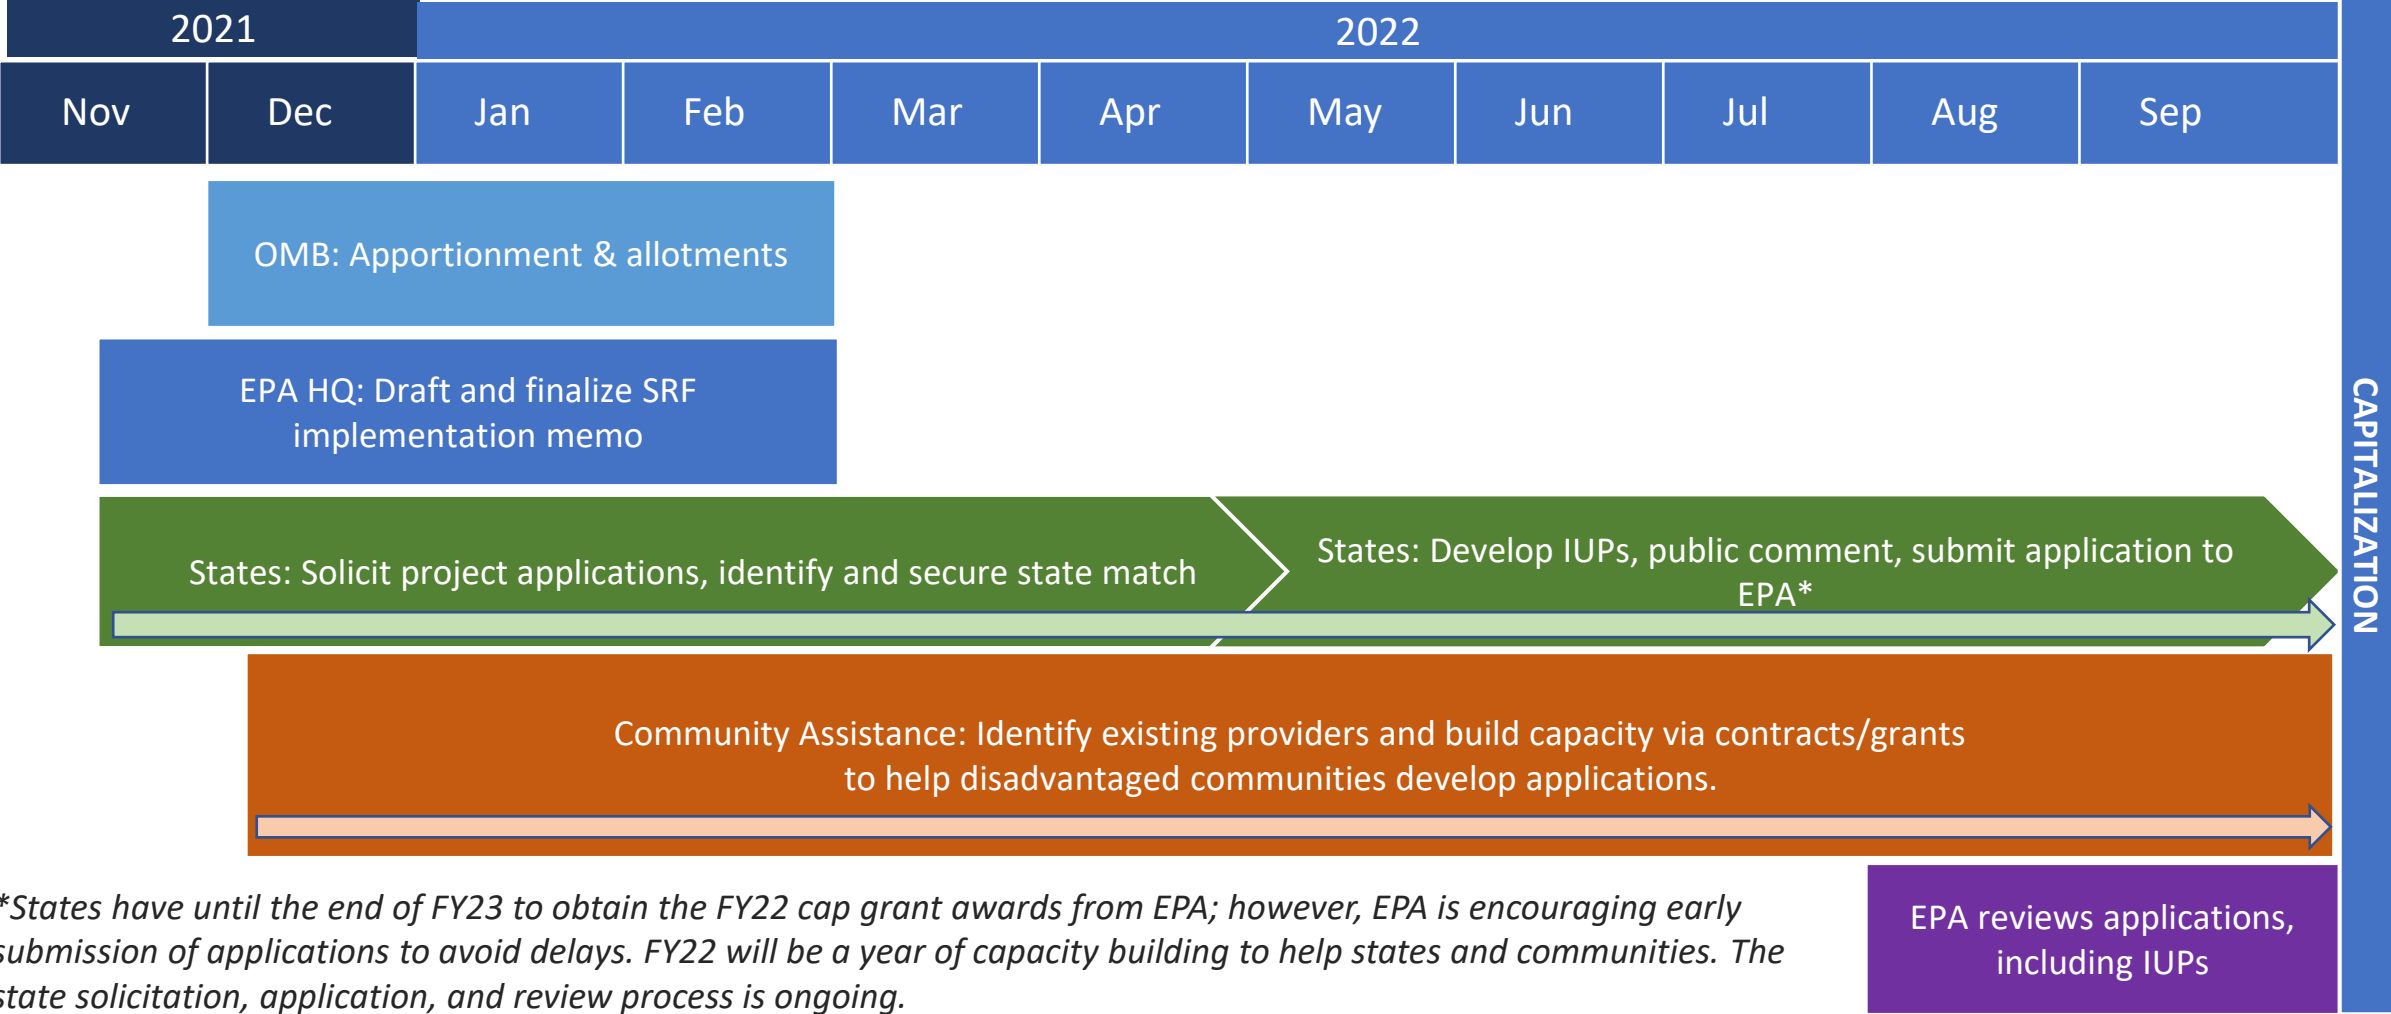 2021
2022
Nov
Dec
Jan
Feb
Mar
Apr
May
Jun
Jul
Aug
Sep
OMB: Apportionment & allotments
EPA HQ: Draft and finalize SRF
implementation memo
States: Solicit project applications, identify and secure state match
States: Develop IUPs, public comment, submit application to
EPA*
Community Assistance: Identify existing providers and build capacity via contracts/grants
to help disadvantaged communities develop applications.
EPA reviews applications,
including IUPs
CAPITALIZATION
*States have until the end of FY23 to obtain the FY22 cap grant awards from EPA; however, EPA is encouraging early
submission of applications to avoid delays. FY22 will be a year of capacity building to help states and communities. The
state solicitation, application, and review process is ongoing.